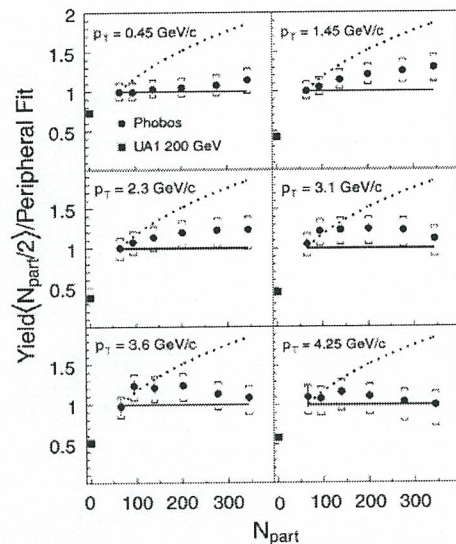 2
p_T = 0.45 GeV/c
p_T = 1.45 GeV/c
1.5
1
Phobos
0.5
UA1 200 GeV
p_T = 2.3 GeV/c
p_T = 3.1 GeV/c
1.5
1
0.5
p_T = 3.6 GeV/c
p_T = 4.25 GeV/c
1.5
1
0.5
0 100 200 300 0 100 200 300
N_part
Yield⟨N_part/2⟩/Peripheral Fit